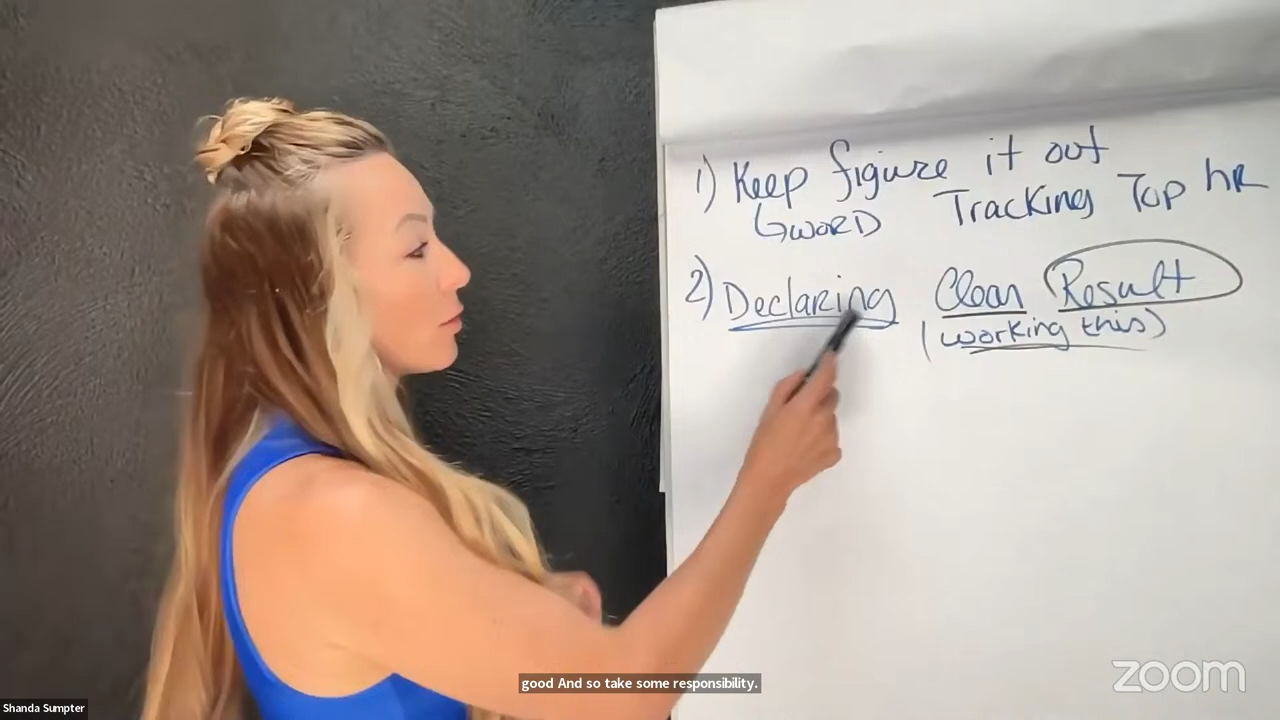 1) Keep figure it out
↳ WORD Tracking Top hR
2) Declaring Clean Result
(working this)
good And so take some responsibility.
Shanda Sumpter
zoom